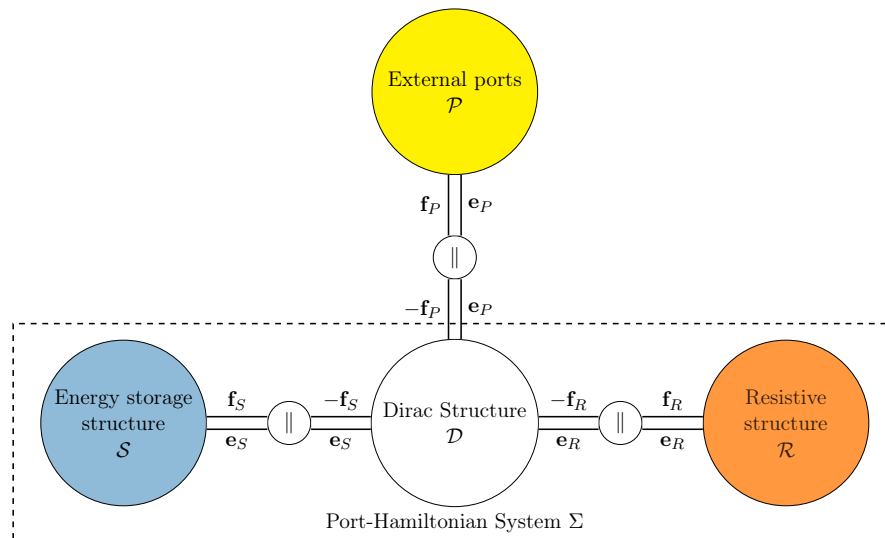 External ports
𝒫
𝐟_P 𝐞_P
∥
−𝐟_P 𝐞_P
Energy storage
structure
𝒮
𝐟_S
𝐞_S
∥
−𝐟_S
𝐞_S
Dirac Structure
𝒟
−𝐟_R
𝐞_R
∥
𝐟_R
𝐞_R
Resistive
structure
ℛ
Port-Hamiltonian System Σ